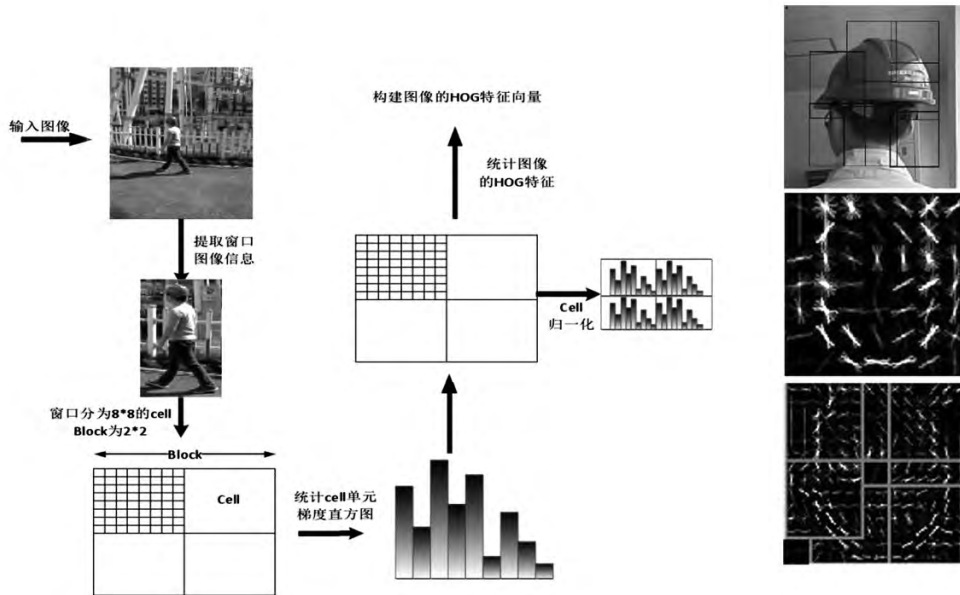 输入图像
提取窗口
图像信息
窗口分为8*8的cell
Block为2*2
Block
Cell
统计cell单元
梯度直方图
Cell
归一化
统计图像
的HOG特征
构建图像的HOG特征向量